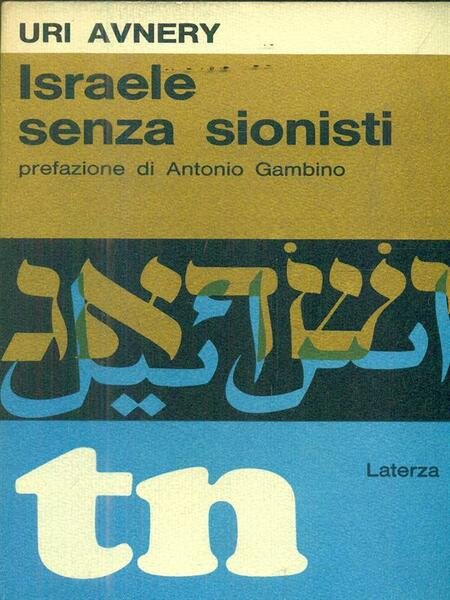 URI AVNERY
Israele
senza sionisti
prefazione di Antonio Gambino
ישראל
اسرائيل
tn
Laterza